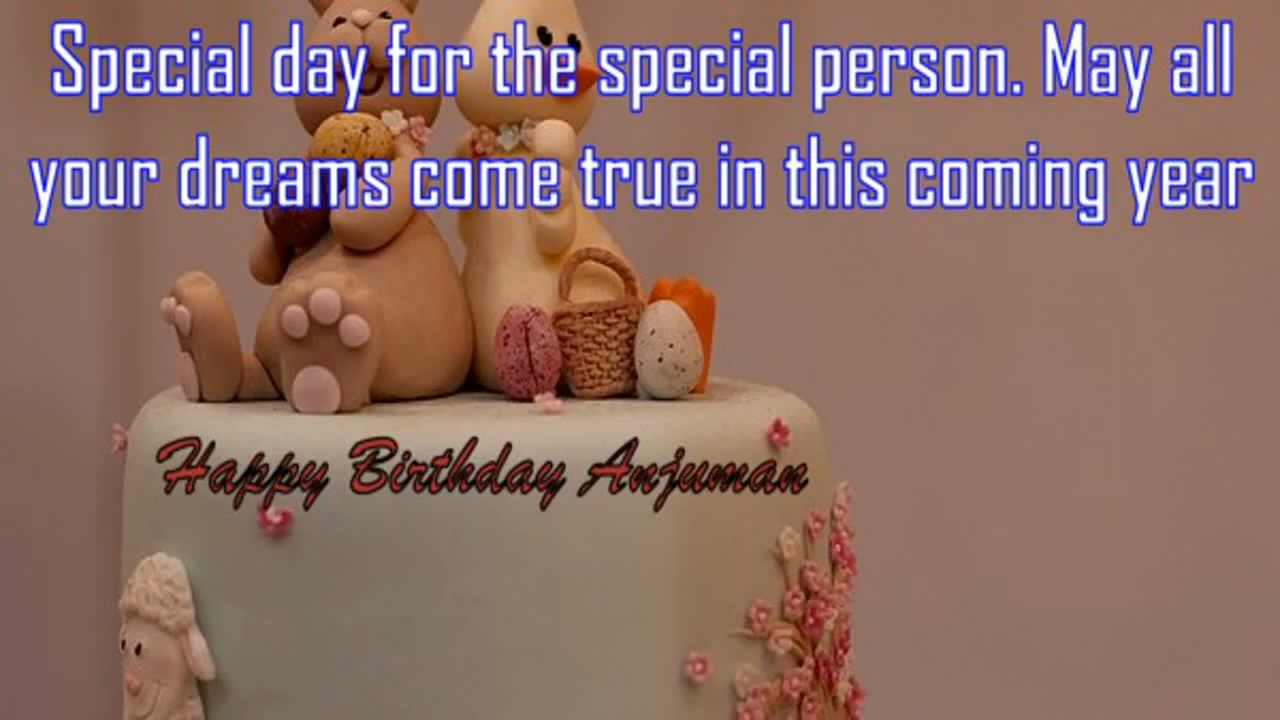 Special day for the special person. May all
your dreams come true in this coming year
Happy Birthday Anjuman